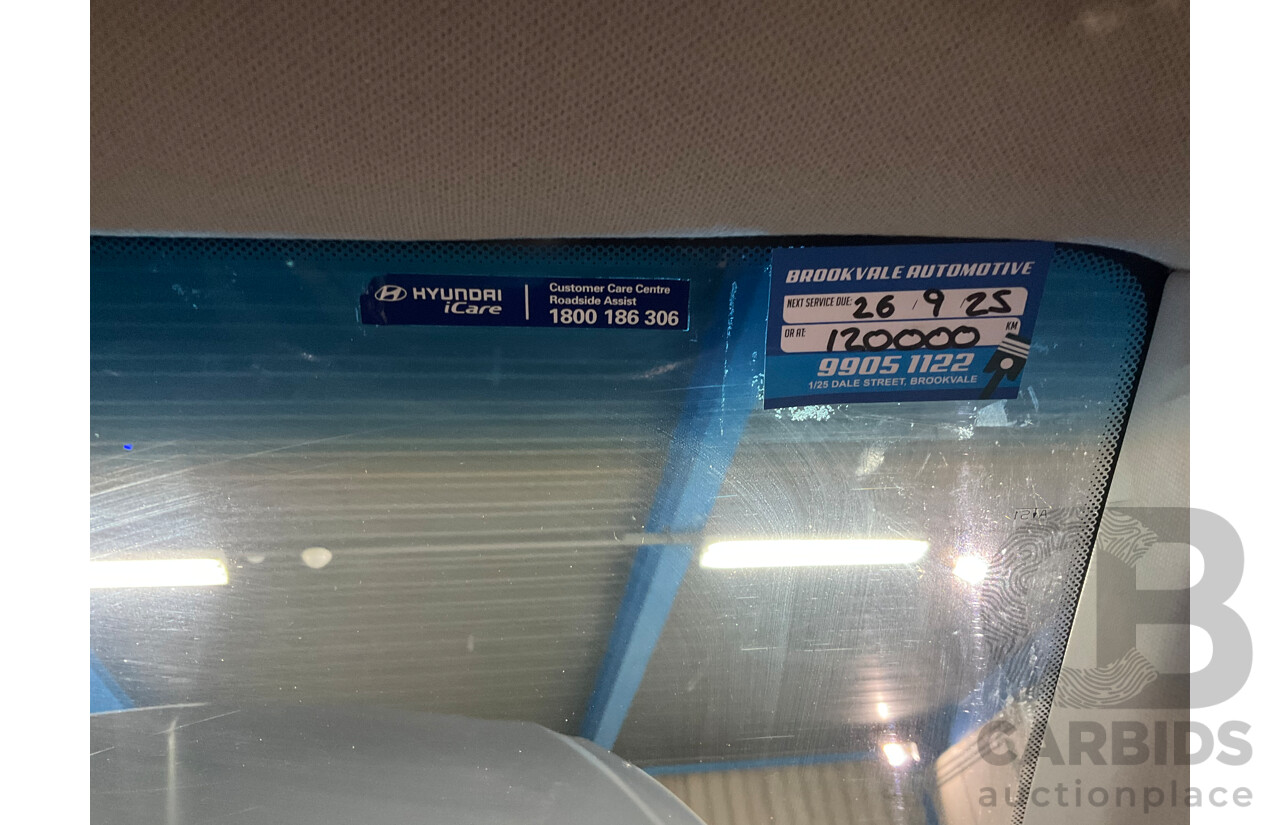 HYUNDAI
iCare
Customer Care Centre
Roadside Assist
1800 186 306
BROOKVALE AUTOMOTIVE
NEXT SERVICE DUE: 26 / 9 / 25
OR AT: 120000 KM
9905 1122
1/25 DALE STREET, BROOKVALE
CARBIDS
auctionplace